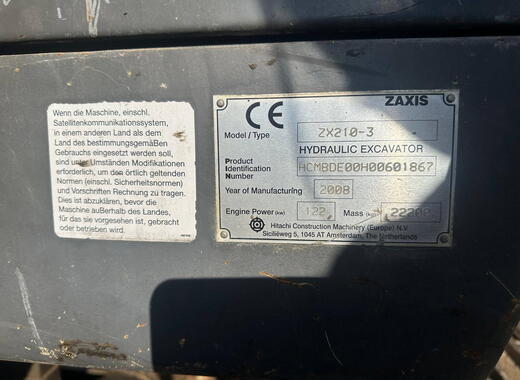 Wenn die Maschine, einschl.
Satellitenkommunikationssystem,
in einem anderen Land als dem
Land des bestimmungsgemäßen
Gebrauchs eingesetzt werden soll,
sind unter Umständen Modifikationen
erforderlich, um den örtlich geltenden
Normen (einschl. Sicherheitsnormen)
und Vorschriften Rechnung zu tragen.
Dies ist abzuklären, bevor die
Maschine außerhalb des Landes,
für das sie vorgesehen ist, gebracht
oder betrieben wird.
CE
ZAXIS
Model / Type ZX210-3
HYDRAULIC EXCAVATOR
Product
Identification
Number HCMBDE00H00601867
Year of Manufacturing 2008
Engine Power (kW) 122 Mass (kg)
Hitachi Construction Machinery (Europe) N.V.
Siciliëweg 5, 1045 AT Amsterdam, The Netherlands